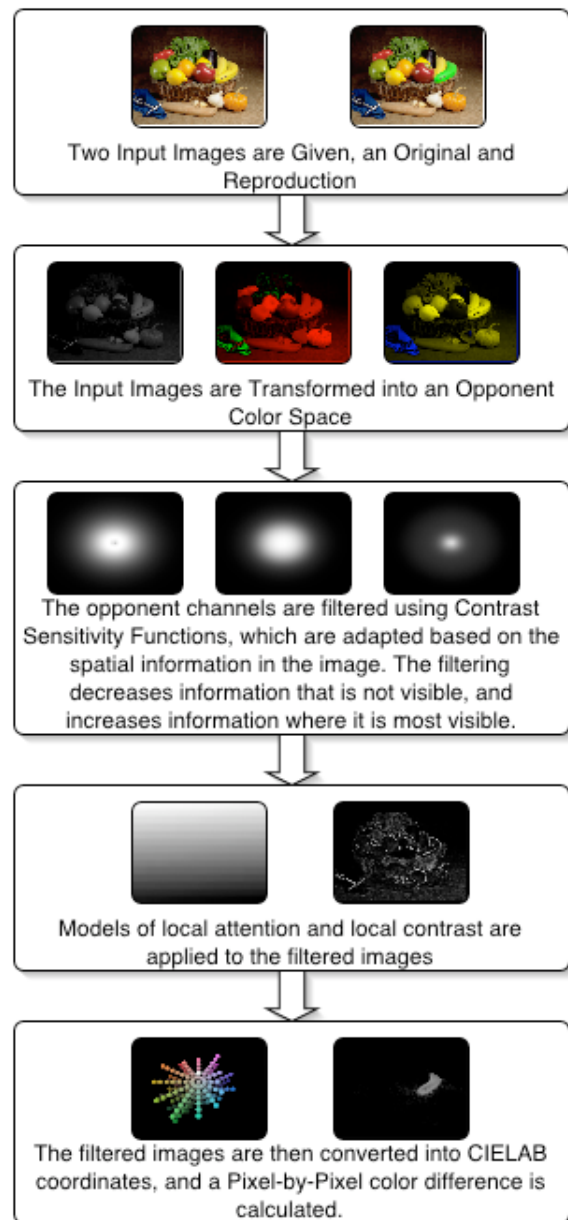 Two Input Images are Given, an Original and
Reproduction
The Input Images are Transformed into an Opponent
Color Space
The opponent channels are filtered using Contrast
Sensitivity Functions, which are adapted based on the
spatial information in the image. The filtering
decreases information that is not visible, and
increases information where it is most visible.
Models of local attention and local contrast are
applied to the filtered images
The filtered images are then converted into CIELAB
coordinates, and a Pixel-by-Pixel color difference is
calculated.